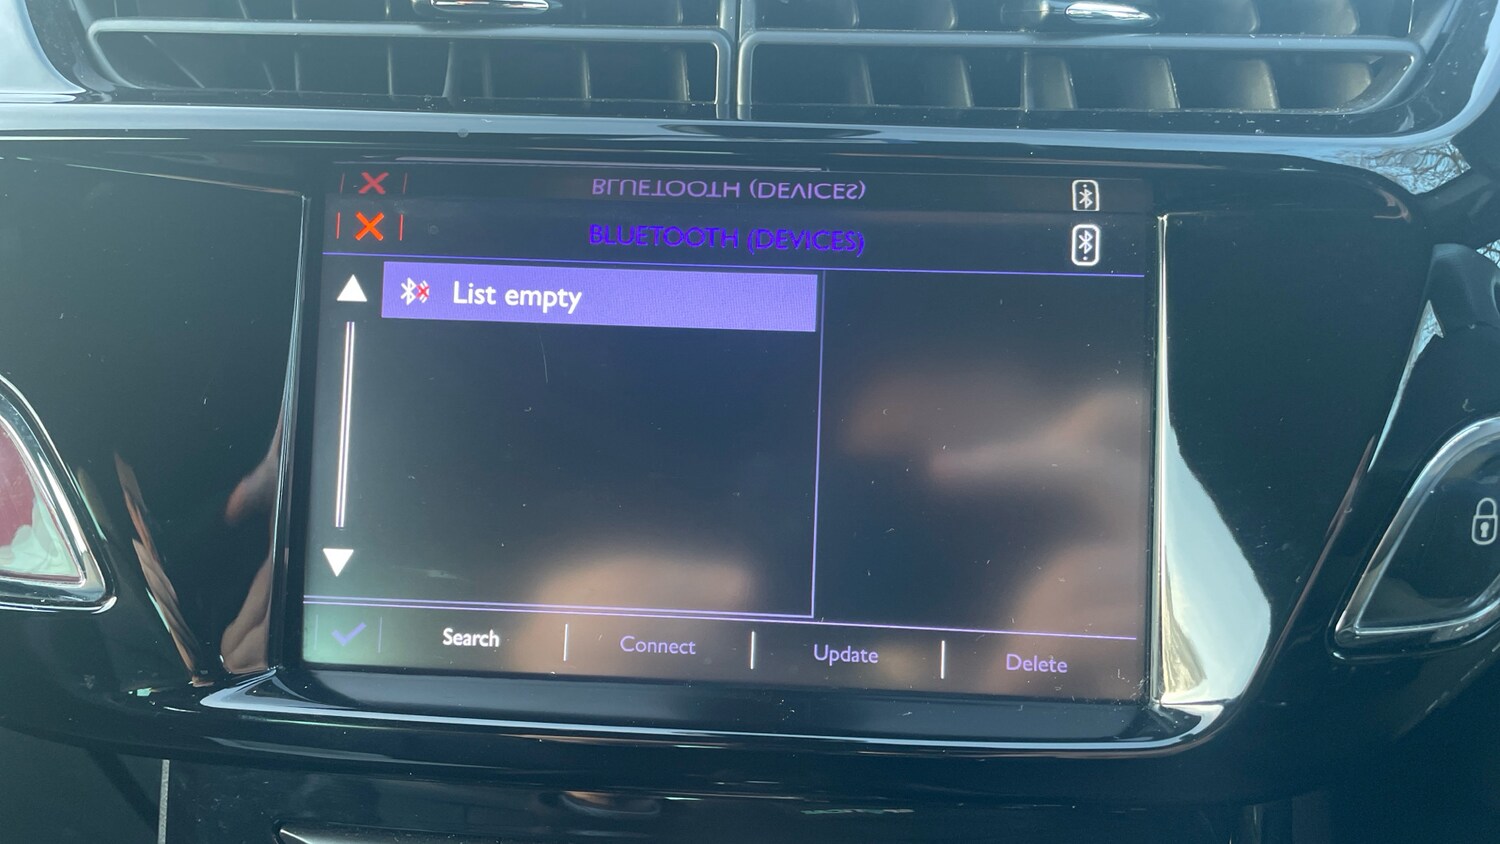 BLUETOOTH (DEVICES)
BLUETOOTH (DEVICES)
List empty
Search
Connect
Update
Delete